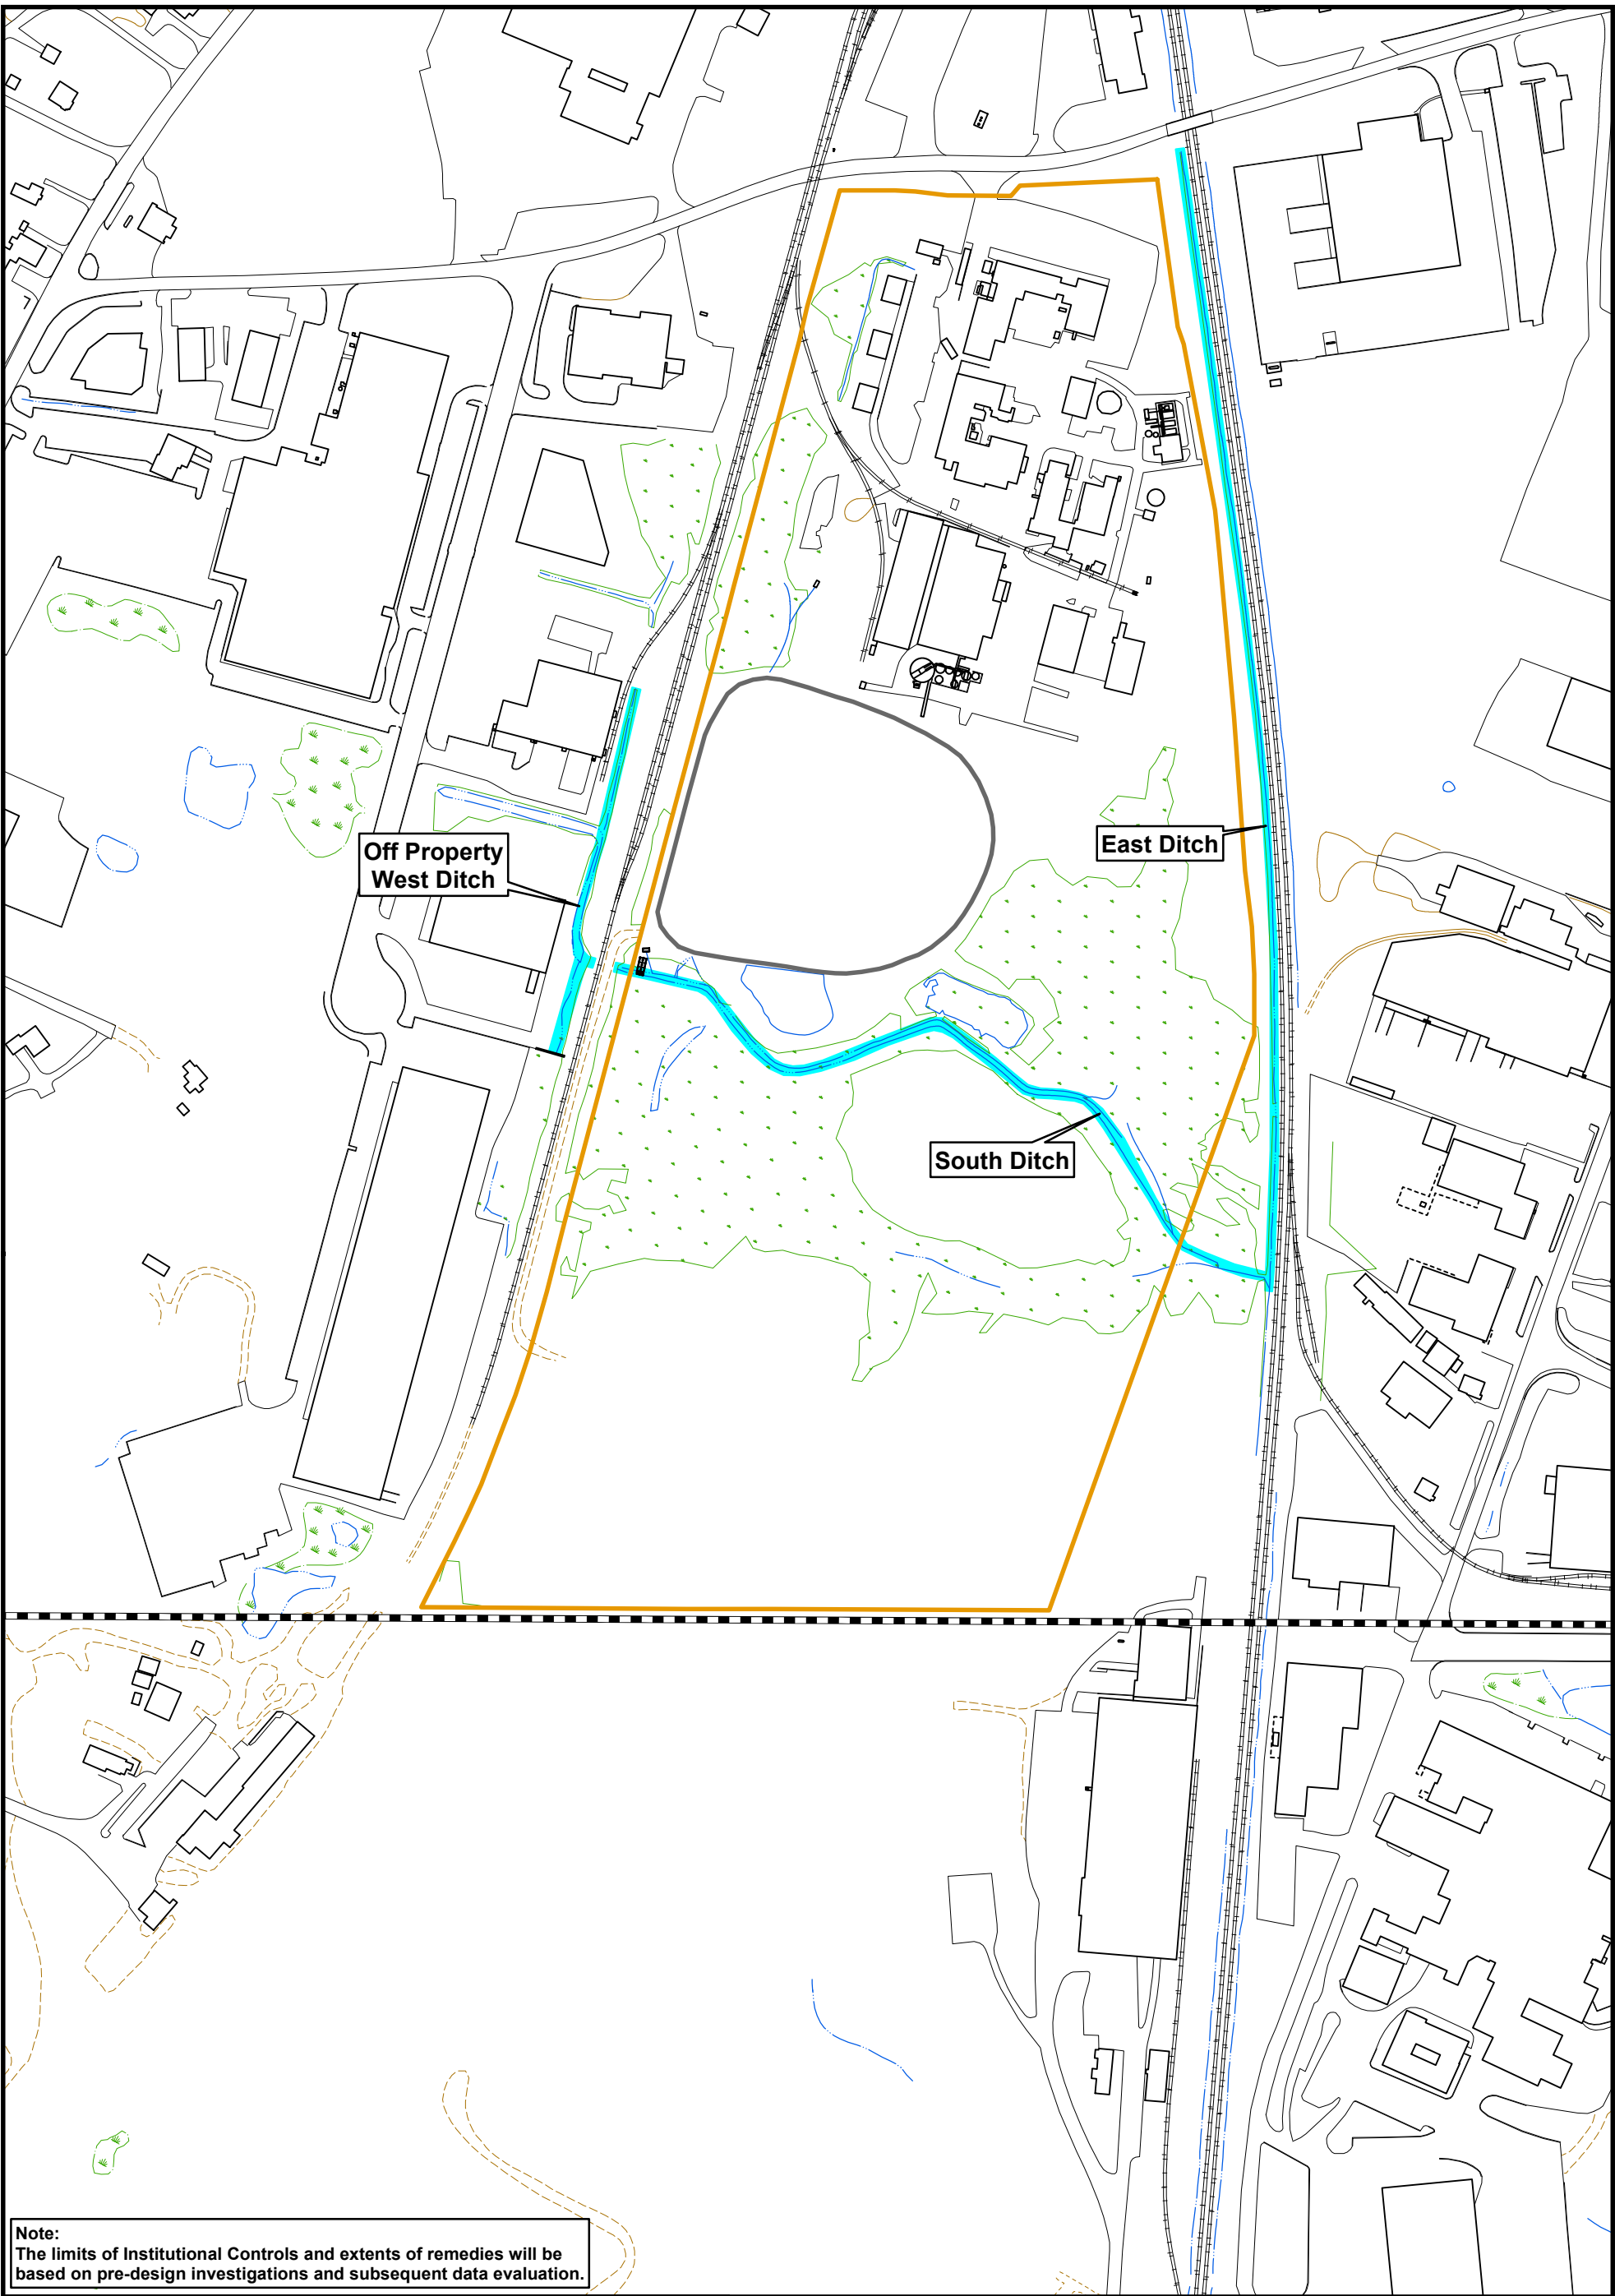 Off Property
West Ditch
East Ditch
South Ditch
Note:
The limits of Institutional Controls and extents of remedies will be
based on pre-design investigations and subsequent data evaluation.